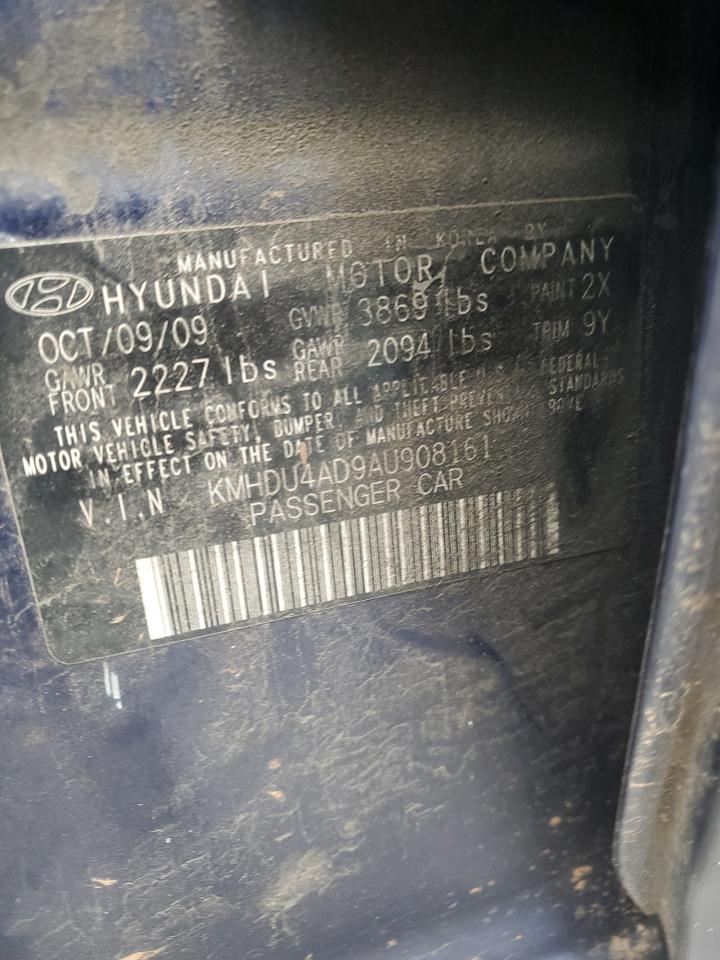 MANUFACTURED IN KOREA BY
HYUNDAI MOTOR COMPANY
OCT/09/09 GVWR 3869 lbs PAINT 2X
GAWR FRONT 2227 lbs GAWR REAR 2094 lbs TRIM 9Y
THIS VEHICLE CONFORMS TO ALL APPLICABLE FEDERAL
MOTOR VEHICLE SAFETY, BUMPER, AND THEFT PREVENTION STANDARDS
IN EFFECT ON THE DATE OF MANUFACTURE SHOWN ABOVE
V.I.N KMHDU4AD9AU908161
PASSENGER CAR